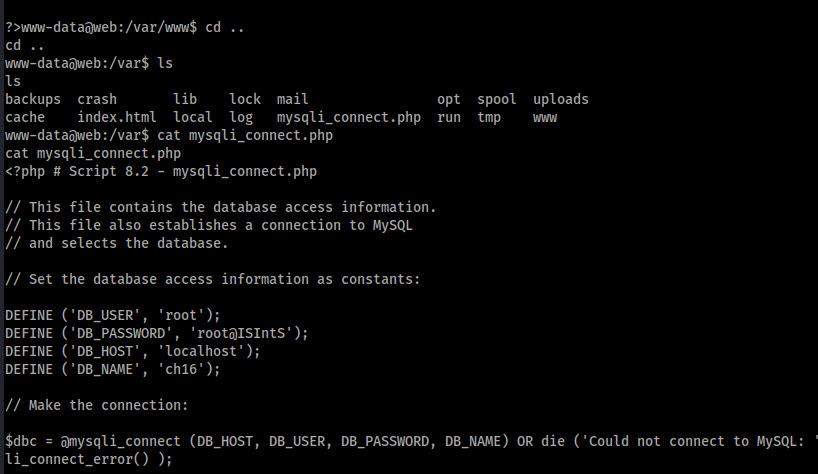 ?>www-data@web:/var/www$ cd ..
cd ..
www-data@web:/var$ ls
ls
backups  crash       lib    lock  mail                opt  spool  uploads
cache    index.html  local  log   mysqli_connect.php  run  tmp    www
www-data@web:/var$ cat mysqli_connect.php
cat mysqli_connect.php
<?php # Script 8.2 - mysqli_connect.php
// This file contains the database access information.
// This file also establishes a connection to MySQL
// and selects the database.
// Set the database access information as constants:
DEFINE ('DB_USER', 'root');
DEFINE ('DB_PASSWORD', 'root@ISIntS');
DEFINE ('DB_HOST', 'localhost');
DEFINE ('DB_NAME', 'ch16');
// Make the connection:
$dbc = @mysqli_connect (DB_HOST, DB_USER, DB_PASSWORD, DB_NAME) OR die ('Could not connect to MySQL: '
li_connect_error() );